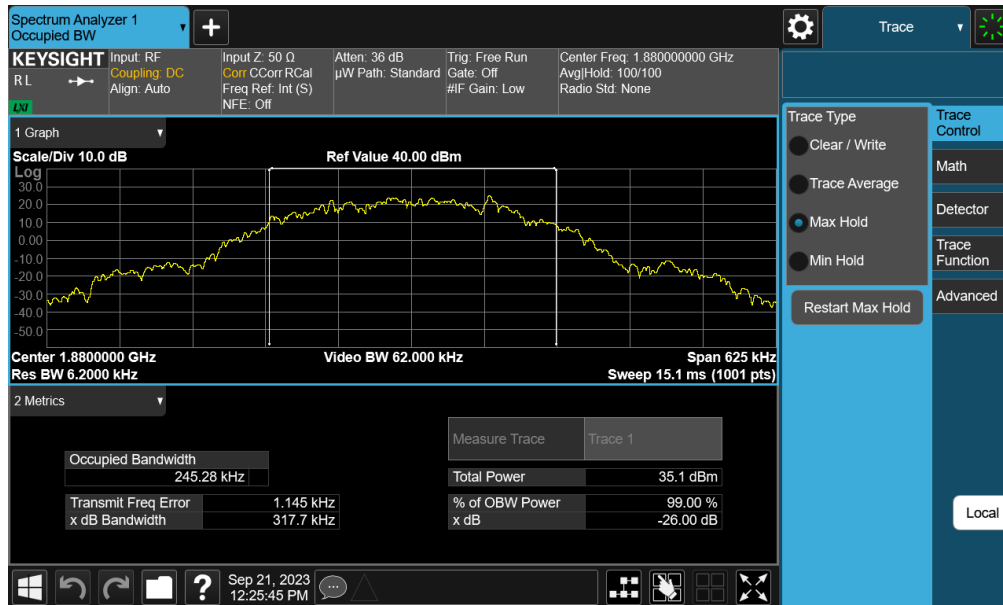 Spectrum Analyzer 1
Occupied BW
+
Trace
KEYSIGHT
R L
LXI
Input: RF
Coupling: DC
Align: Auto
Input Z: 50 Ω
Corr CCorr RCal
Freq Ref: Int (S)
NFE: Off
Atten: 36 dB
µW Path: Standard
Trig: Free Run
Gate: Off
#IF Gain: Low
Center Freq: 1.880000000 GHz
Avg|Hold: 100/100
Radio Std: None
1 Graph
Scale/Div 10.0 dB
Ref Value 40.00 dBm
Log
30.0
20.0
10.0
0.00
-10.0
-20.0
-30.0
-40.0
-50.0
Center 1.8800000 GHz
Video BW 62.000 kHz
Span 625 kHz
Res BW 6.2000 kHz
Sweep 15.1 ms (1001 pts)
2 Metrics
Measure Trace
Trace 1
Occupied Bandwidth
245.28 kHz
Total Power
35.1 dBm
Transmit Freq Error
1.145 kHz
% of OBW Power
99.00 %
x dB Bandwidth
317.7 kHz
x dB
-26.00 dB
?
Sep 21, 2023
12:25:45 PM
Trace Type
Clear / Write
Trace Average
Max Hold
Min Hold
Restart Max Hold
Trace
Control
Math
Detector
Trace
Function
Advanced
Local